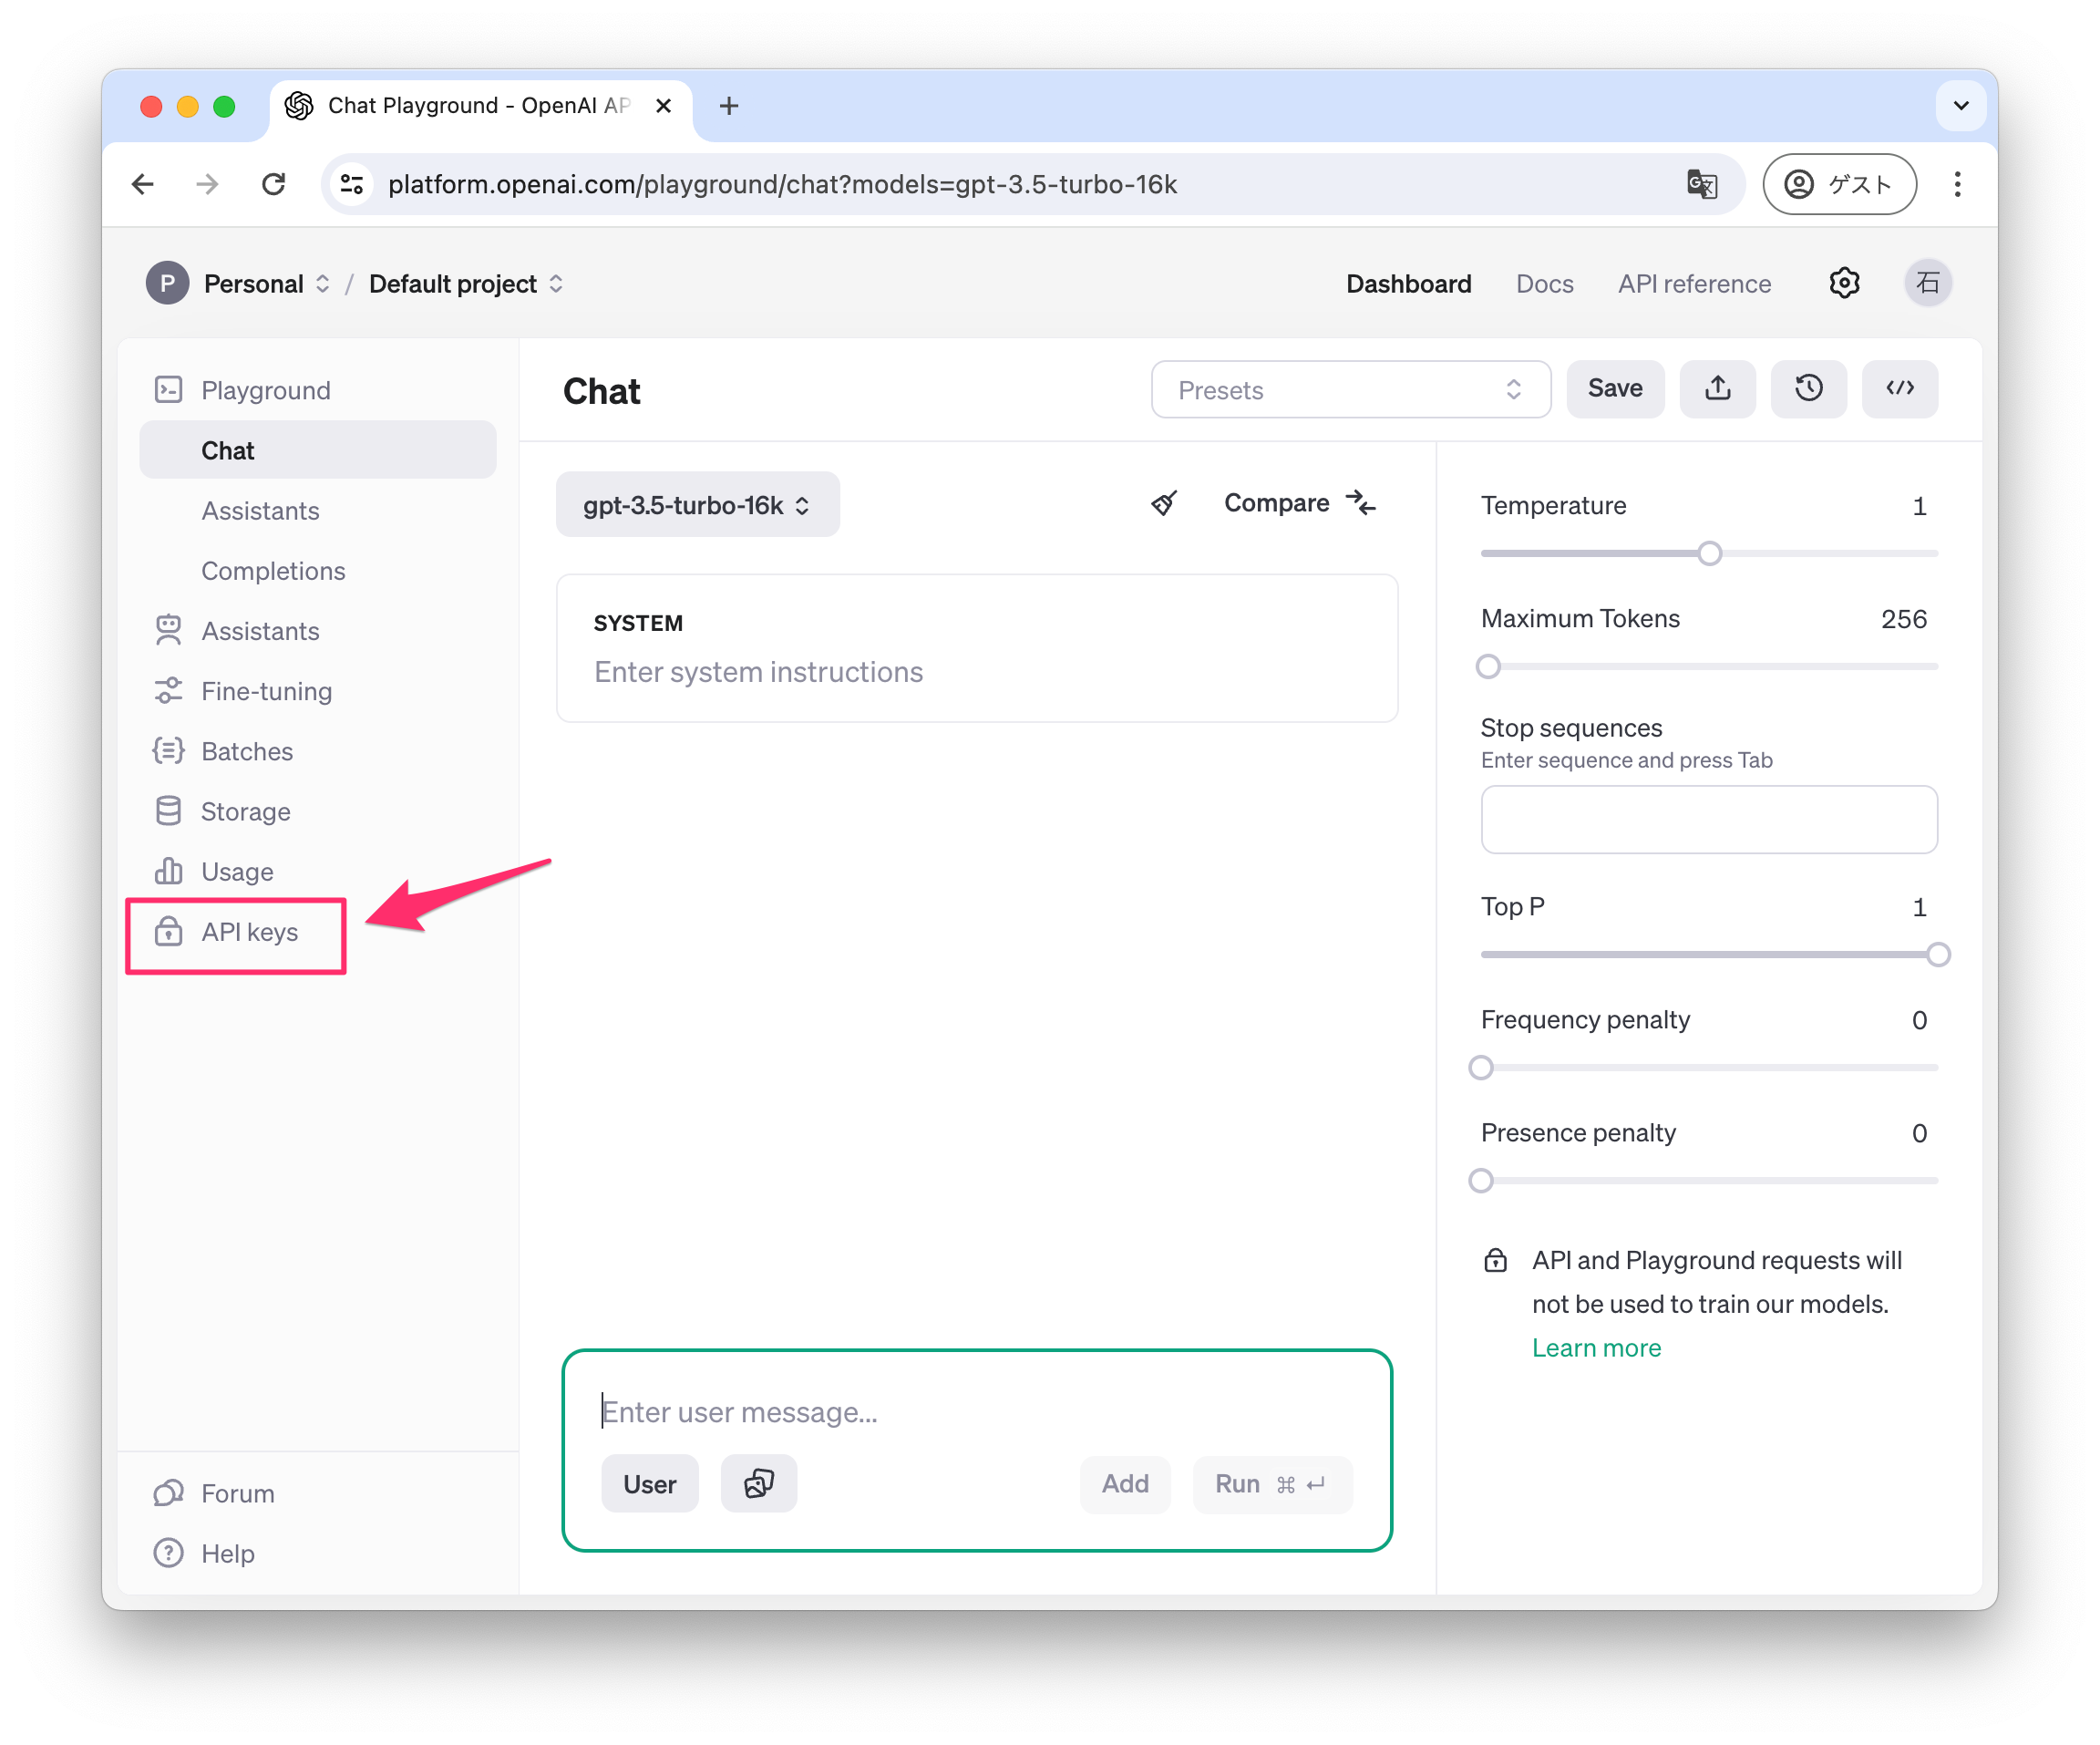 Chat Playground - OpenAI AP
platform.openai.com/playground/chat?models=gpt-3.5-turbo-16k
ゲスト
P Personal / Default project
Dashboard
Docs
API reference
石
Playground
Chat
Assistants
Completions
Assistants
Fine-tuning
Batches
Storage
Usage
API keys
Forum
Help
Chat
Presets
Save
gpt-3.5-turbo-16k
Compare
SYSTEM
Enter system instructions
Enter user message...
User
Add
Run ⌘ ↵
Temperature 1
Maximum Tokens 256
Stop sequences
Enter sequence and press Tab
Top P 1
Frequency penalty 0
Presence penalty 0
API and Playground requests will
not be used to train our models.
Learn more